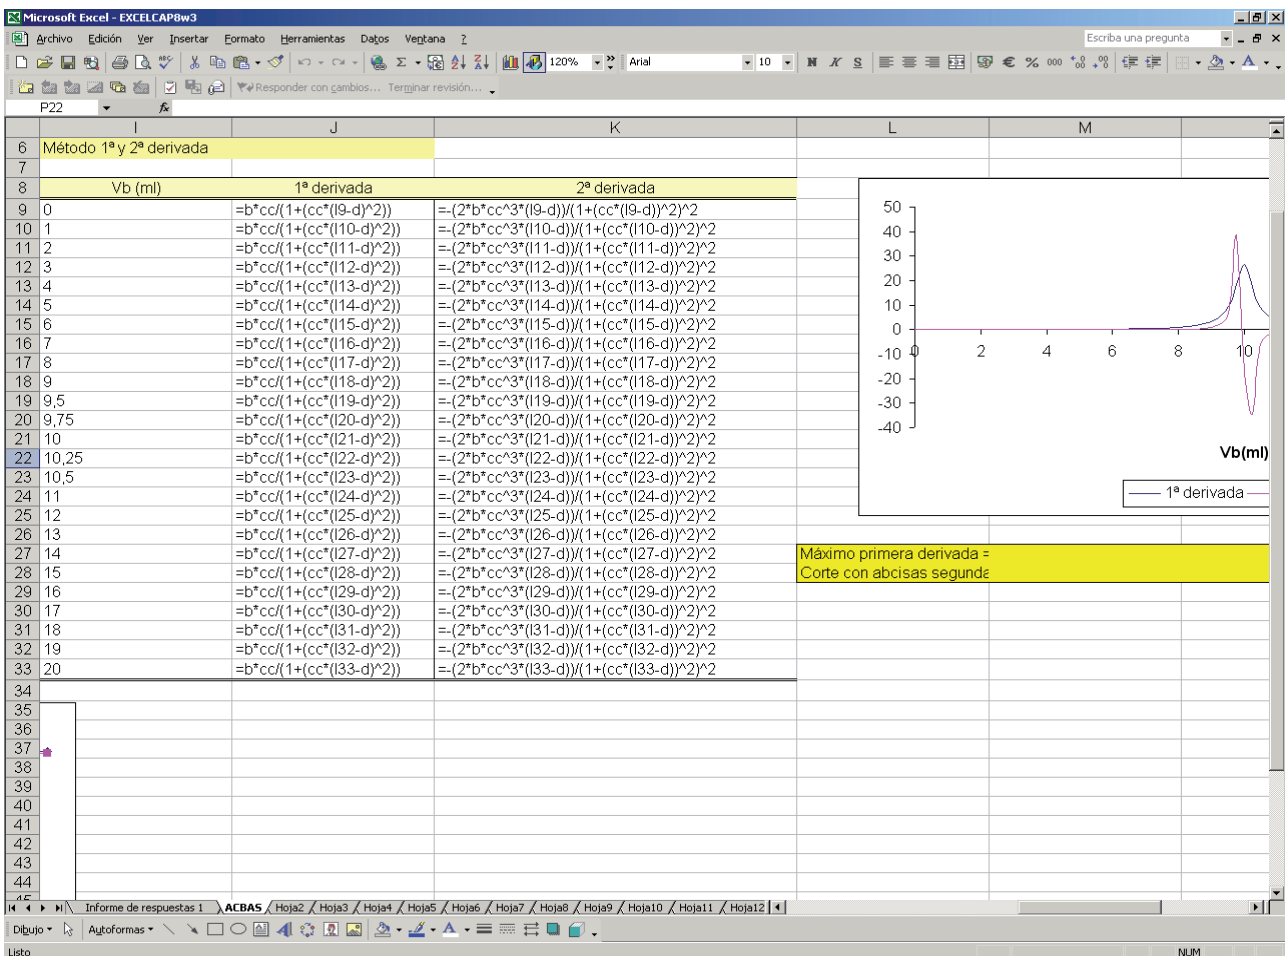 Microsoft Excel - EXCELCAP8w3
Archivo Edición Ver Insertar Formato Herramientas Datos Ventana ? Escriba una pregunta
120% Arial 10 N K S € % 000
Responder con cambios... Terminar revisión...
P22 fx
I J K L M
6 Método 1ª y 2ª derivada
7
8 Vb (ml) 1ª derivada 2ª derivada
9 0 =b*cc/(1+(cc*(I9-d)^2)) =-(2*b*cc^3*(I9-d))/(1+(cc*(I9-d))^2)^2
10 1 =b*cc/(1+(cc*(I10-d)^2)) =-(2*b*cc^3*(I10-d))/(1+(cc*(I10-d))^2)^2
11 2 =b*cc/(1+(cc*(I11-d)^2)) =-(2*b*cc^3*(I11-d))/(1+(cc*(I11-d))^2)^2
12 3 =b*cc/(1+(cc*(I12-d)^2)) =-(2*b*cc^3*(I12-d))/(1+(cc*(I12-d))^2)^2
13 4 =b*cc/(1+(cc*(I13-d)^2)) =-(2*b*cc^3*(I13-d))/(1+(cc*(I13-d))^2)^2
14 5 =b*cc/(1+(cc*(I14-d)^2)) =-(2*b*cc^3*(I14-d))/(1+(cc*(I14-d))^2)^2
15 6 =b*cc/(1+(cc*(I15-d)^2)) =-(2*b*cc^3*(I15-d))/(1+(cc*(I15-d))^2)^2
16 7 =b*cc/(1+(cc*(I16-d)^2)) =-(2*b*cc^3*(I16-d))/(1+(cc*(I16-d))^2)^2
17 8 =b*cc/(1+(cc*(I17-d)^2)) =-(2*b*cc^3*(I17-d))/(1+(cc*(I17-d))^2)^2
18 9 =b*cc/(1+(cc*(I18-d)^2)) =-(2*b*cc^3*(I18-d))/(1+(cc*(I18-d))^2)^2
19 9,5 =b*cc/(1+(cc*(I19-d)^2)) =-(2*b*cc^3*(I19-d))/(1+(cc*(I19-d))^2)^2
20 9,75 =b*cc/(1+(cc*(I20-d)^2)) =-(2*b*cc^3*(I20-d))/(1+(cc*(I20-d))^2)^2
21 10 =b*cc/(1+(cc*(I21-d)^2)) =-(2*b*cc^3*(I21-d))/(1+(cc*(I21-d))^2)^2
22 10,25 =b*cc/(1+(cc*(I22-d)^2)) =-(2*b*cc^3*(I22-d))/(1+(cc*(I22-d))^2)^2
23 10,5 =b*cc/(1+(cc*(I23-d)^2)) =-(2*b*cc^3*(I23-d))/(1+(cc*(I23-d))^2)^2
24 11 =b*cc/(1+(cc*(I24-d)^2)) =-(2*b*cc^3*(I24-d))/(1+(cc*(I24-d))^2)^2
25 12 =b*cc/(1+(cc*(I25-d)^2)) =-(2*b*cc^3*(I25-d))/(1+(cc*(I25-d))^2)^2
26 13 =b*cc/(1+(cc*(I26-d)^2)) =-(2*b*cc^3*(I26-d))/(1+(cc*(I26-d))^2)^2
27 14 =b*cc/(1+(cc*(I27-d)^2)) =-(2*b*cc^3*(I27-d))/(1+(cc*(I27-d))^2)^2
28 15 =b*cc/(1+(cc*(I28-d)^2)) =-(2*b*cc^3*(I28-d))/(1+(cc*(I28-d))^2)^2
29 16 =b*cc/(1+(cc*(I29-d)^2)) =-(2*b*cc^3*(I29-d))/(1+(cc*(I29-d))^2)^2
30 17 =b*cc/(1+(cc*(I30-d)^2)) =-(2*b*cc^3*(I30-d))/(1+(cc*(I30-d))^2)^2
31 18 =b*cc/(1+(cc*(I31-d)^2)) =-(2*b*cc^3*(I31-d))/(1+(cc*(I31-d))^2)^2
32 19 =b*cc/(1+(cc*(I32-d)^2)) =-(2*b*cc^3*(I32-d))/(1+(cc*(I32-d))^2)^2
33 20 =b*cc/(1+(cc*(I33-d)^2)) =-(2*b*cc^3*(I33-d))/(1+(cc*(I33-d))^2)^2
34
35
36
37
38
39
40
41
42
43
44
50
40
30
20
10
0
-10
-20
-30
-40
0 2 4 6 8 10
Vb(ml)
1ª derivada
Máximo primera derivada =
Corte con abcisas segunda
Informe de respuestas 1 ACBAS Hoja2 Hoja3 Hoja4 Hoja5 Hoja6 Hoja7 Hoja8 Hoja9 Hoja10 Hoja11 Hoja12
Dibujo Autoformas
Listo NUM